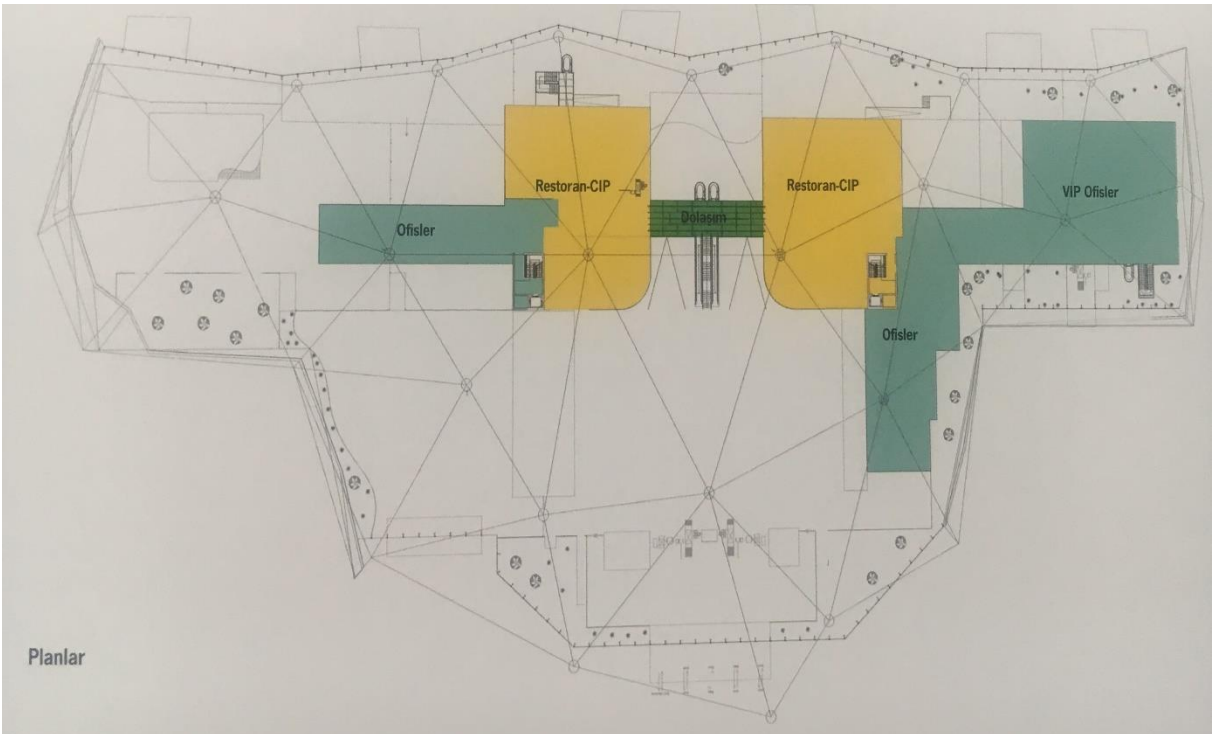 Restoran-CIP
Restoran-CIP
VIP Ofisler
Dolaşım
Ofisler
Ofisler
Planlar